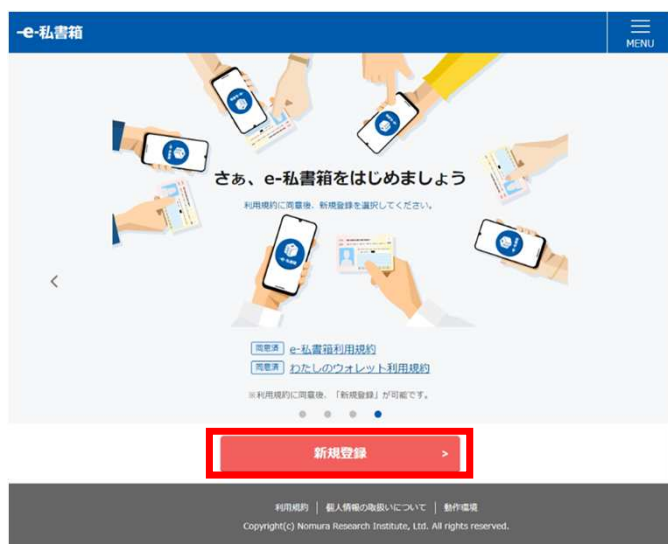 -e-私書箱
MENU
さぁ、e-私書箱をはじめましょう
利用規約に同意後、新規登録を選択してください。
同意済 e-私書箱利用規約
同意済 わたしのウォレット利用規約
※利用規約に同意後、「新規登録」が可能です。
新規登録 >
利用規約 | 個人情報の取扱いについて | 動作環境
Copyright(c) Nomura Research Institute, Ltd. All rights reserved.